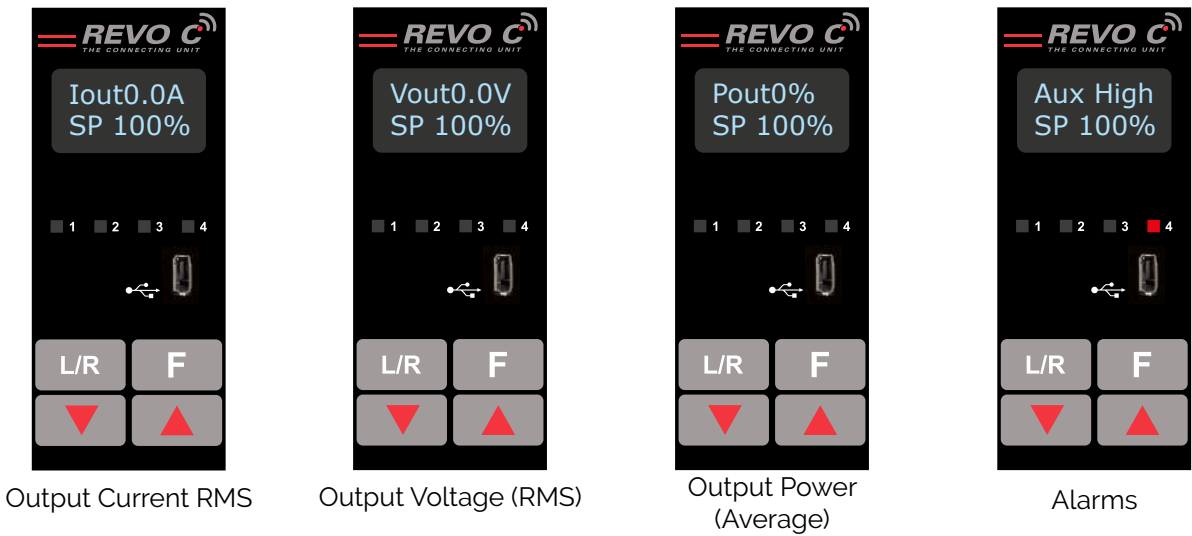 REVO C
THE CONNECTING UNIT
Iout0.0A
SP 100%
1 2 3 4
L/R F
Output Current RMS
REVO C
THE CONNECTING UNIT
Vout0.0V
SP 100%
1 2 3 4
L/R F
Output Voltage (RMS)
REVO C
THE CONNECTING UNIT
Pout0%
SP 100%
1 2 3 4
L/R F
Output Power
(Average)
REVO C
THE CONNECTING UNIT
Aux High
SP 100%
1 2 3 4
L/R F
Alarms